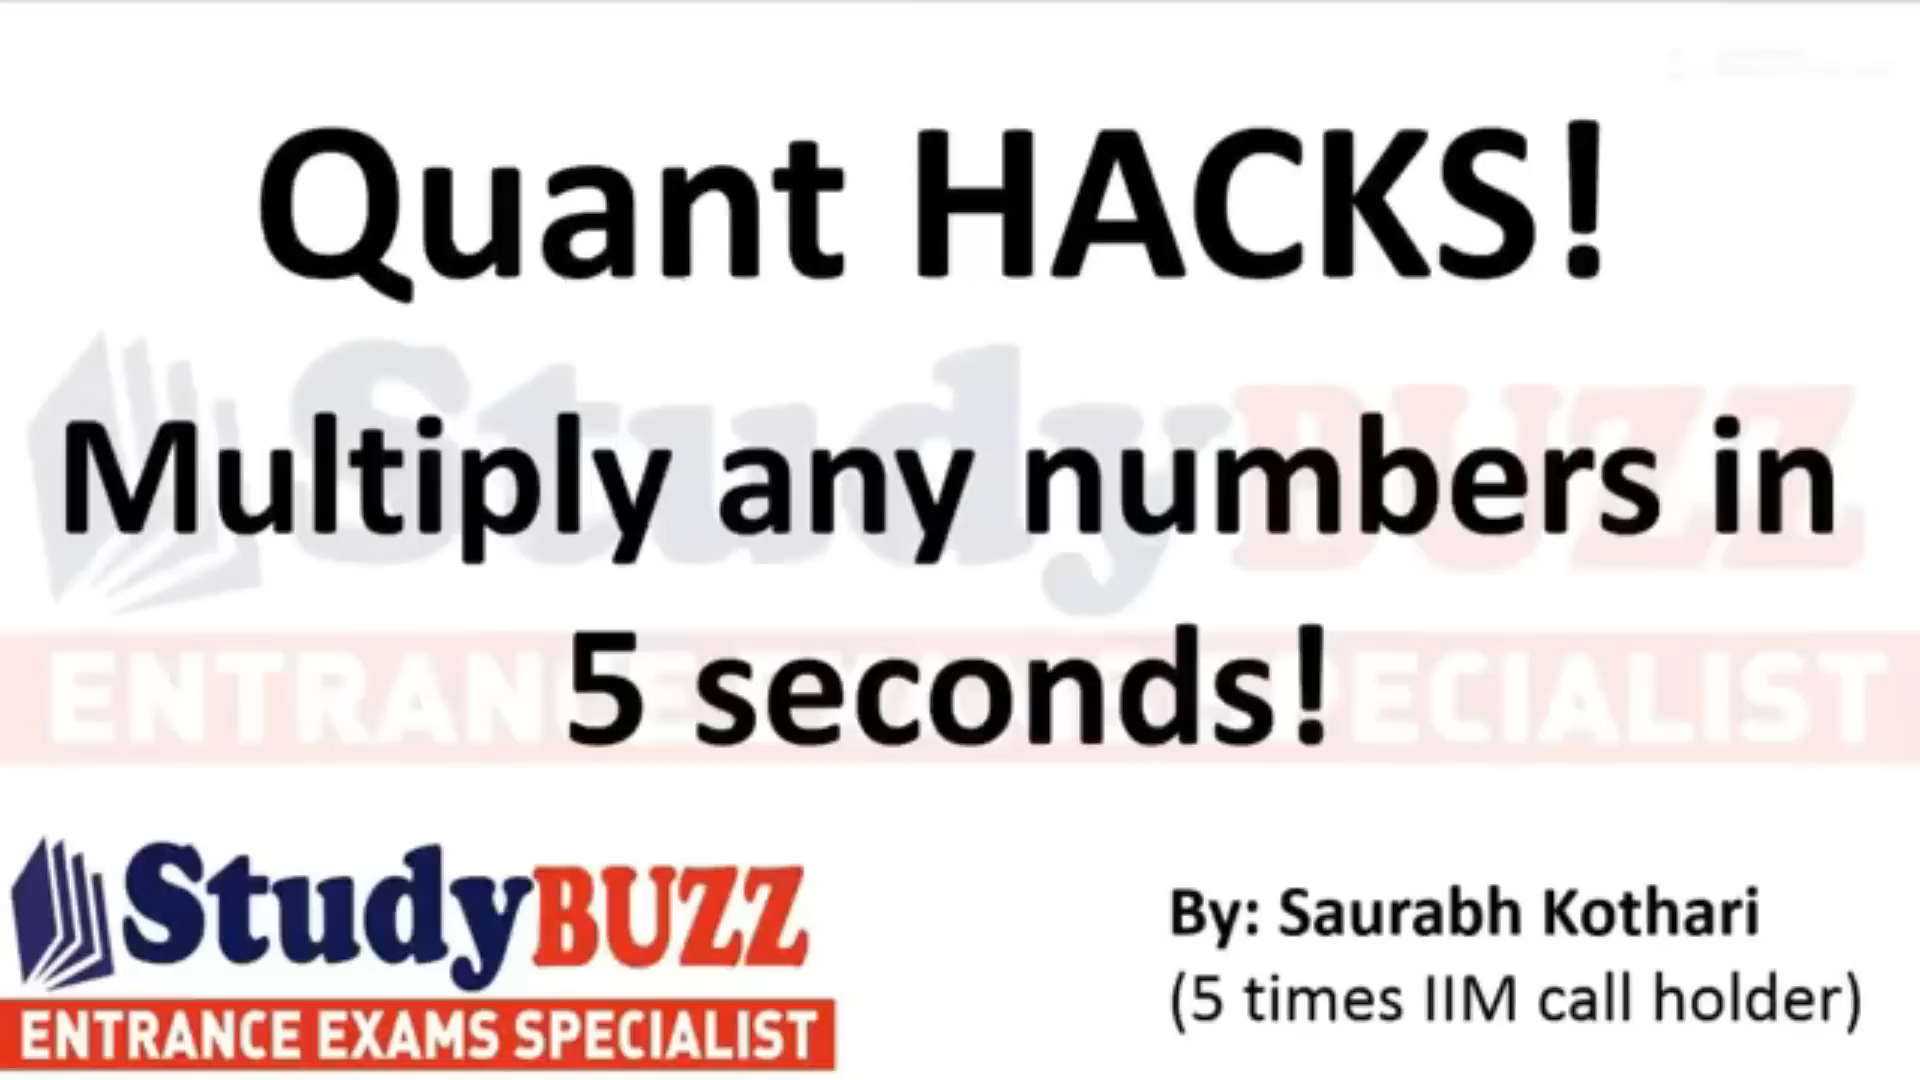 Quant HACKS!
Multiply any numbers in
5 seconds!
StudyBUZZ
ENTRANCE EXAMS SPECIALIST
By: Saurabh Kothari
(5 times IIM call holder)